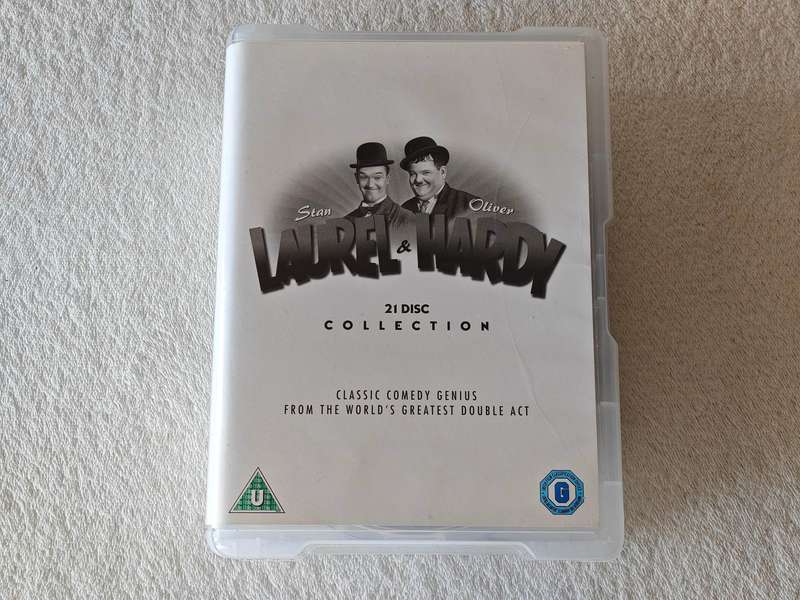 Stan
Oliver
LAUREL & HARDY
21 DISC
COLLECTION
CLASSIC COMEDY GENIUS
FROM THE WORLD'S GREATEST DOUBLE ACT
U
G